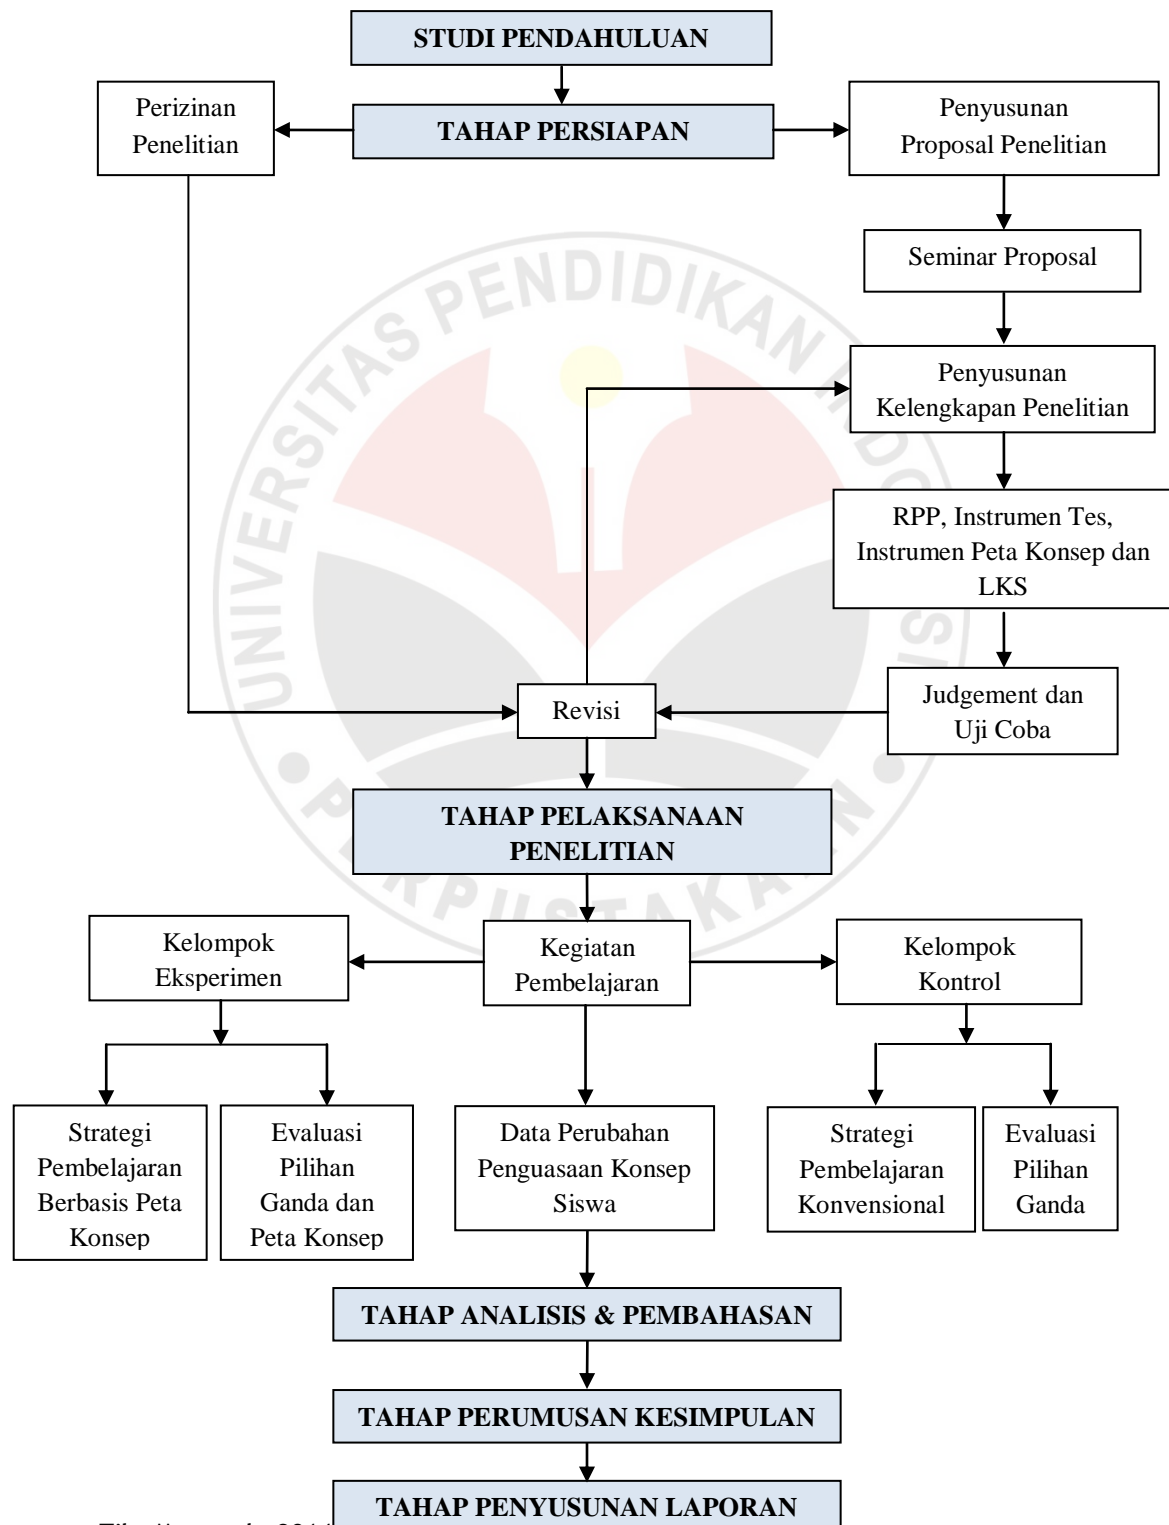 STUDI PENDAHULUAN
Perizinan
Penelitian
TAHAP PERSIAPAN
Penyusunan
Proposal Penelitian
Seminar Proposal
Penyusunan
Kelengkapan Penelitian
RPP, Instrumen Tes,
Instrumen Peta Konsep dan
LKS
Judgement dan
Uji Coba
Revisi
TAHAP PELAKSANAAN
PENELITIAN
Kelompok
Eksperimen
Kegiatan
Pembelajaran
Kelompok
Kontrol
Strategi
Pembelajaran
Berbasis Peta
Konsep
Evaluasi
Pilihan
Ganda dan
Peta Konsep
Data Perubahan
Penguasaan Konsep
Siswa
Strategi
Pembelajaran
Konvensional
Evaluasi
Pilihan
Ganda
TAHAP ANALISIS & PEMBAHASAN
TAHAP PERUMUSAN KESIMPULAN
TAHAP PENYUSUNAN LAPORAN
UNIVERSITAS PENDIDIKAN
PERPUSTAKAAN